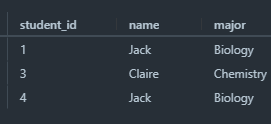 student_id name major
1 Jack Biology
3 Claire Chemistry
4 Jack Biology